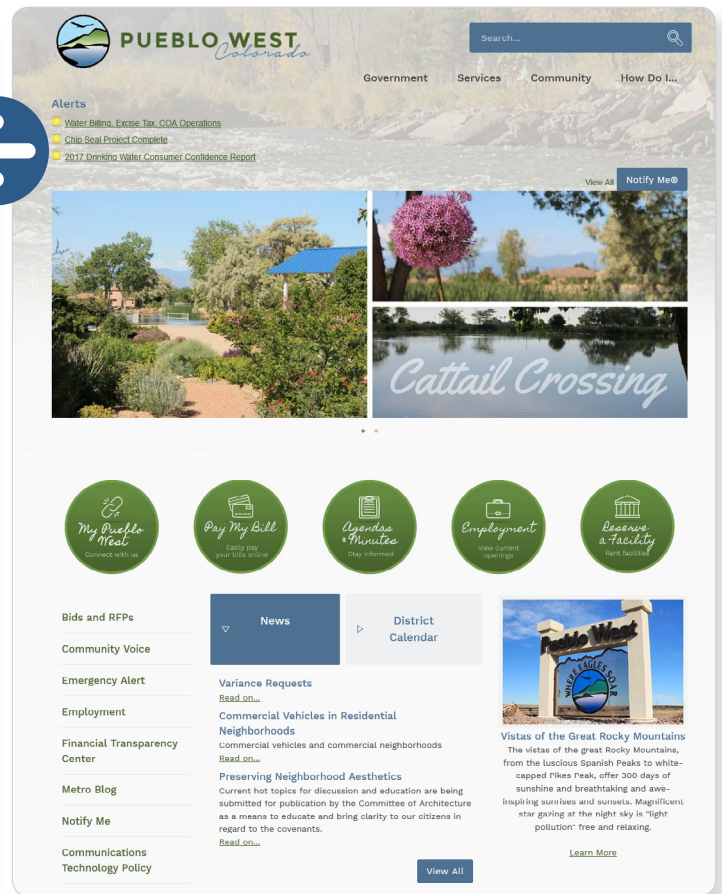 PUEBLO WEST
Colorado
Search...
Government Services Community How Do I...
Alerts
Water Billing, Excise Tax, COA Operations
Chip Seal Project Complete
2017 Drinking Water Consumer Confidence Report
View All Notify Me®
Cattail Crossing
My Pueblo
West
Connect with us
Pay My Bill
Easily pay
your bills online
Agendas
& Minutes
Stay informed
Employment
View current
openings
Reserve
a Facility
Rent facilities
Bids and RFPs
Community Voice
Emergency Alert
Employment
Financial Transparency
Center
Metro Blog
Notify Me
Communications
Technology Policy
News
District
Calendar
Variance Requests
Read on...
Commercial Vehicles in Residential
Neighborhoods
Commercial vehicles and commercial neighborhoods
Read on...
Preserving Neighborhood Aesthetics
Current hot topics for discussion and education are being
submitted for publication by the Committee of Architecture
as a means to educate and bring clarity to our citizens in
regard to the covenants.
Read on...
View All
Pueblo West
WHERE EAGLES SOAR
Vistas of the Great Rocky Mountains
The vistas of the great Rocky Mountains,
from the luscious Spanish Peaks to white-
capped Pikes Peak, offer 300 days of
sunshine and breathtaking and awe-
inspiring sunrises and sunsets. Magnificent
star gazing at the night sky is "light
pollution" free and relaxing.
Learn More